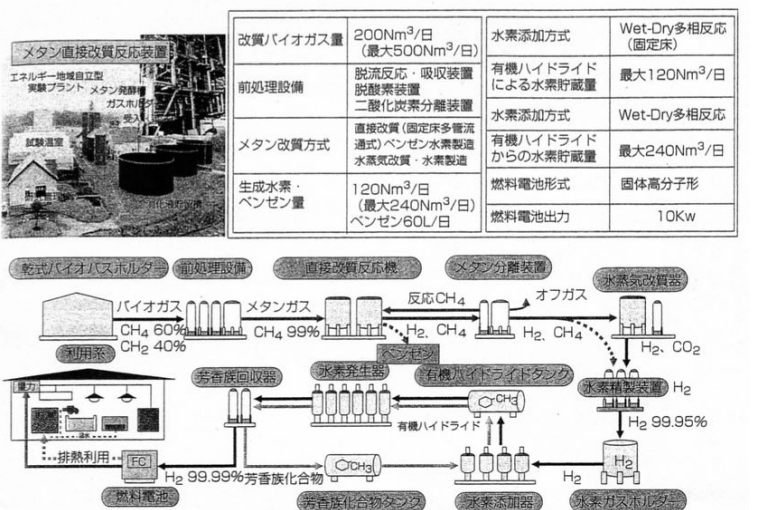 メタン直接改質反応装置
エネルギー地域自立型
実験プラント
メタン発酵槽
ガスホルダ
受入
試験温室
改質バイオガス量
200Nm³/日
(最大500Nm³/日)
前処理設備
脱流反応・吸収装置
脱酸素装置
二酸化炭素分離装置
メタン改質方式
直接改質(固定床多管流
通式)ベンゼン水素製造
水蒸気改質・水素製造
生成水素・
ベンゼン量
120Nm³/日
(最大240Nm³/日)
ベンゼン60L/日
水素添加方式
Wet-Dry多相反応
(固定床)
有機ハイドライド
による水素貯蔵量
最大120Nm³/日
水素添加方式
Wet-Dry多相反応
有機ハイドライド
からの水素貯蔵量
最大240Nm³/日
燃料電池形式
固体高分子形
燃料電池出力
10Kw
乾式バイオパスホルダー
前処理設備
直接改質反応機
メタン分離装置
水蒸気改質器
バイオガス
CH₄ 60%
CH₂ 40%
メタンガス
CH₄ 99%
反応CH₄
H₂、CH₄
オフガス
H₂、CH₄
H₂、CO₂
利用系
ベンゼン
芳香族回収器
水素発生器
有機ハイドライドタンク
水素精製装置
H₂
CH₃
有機ハイドライド
H₂ 99.95%
排熱利用
FC
H₂ 99.99%
芳香族化合物
CH₃
H₂
H₂
燃料電池
芳香族化合物タンク
水素添加器
水素ガスホルダー